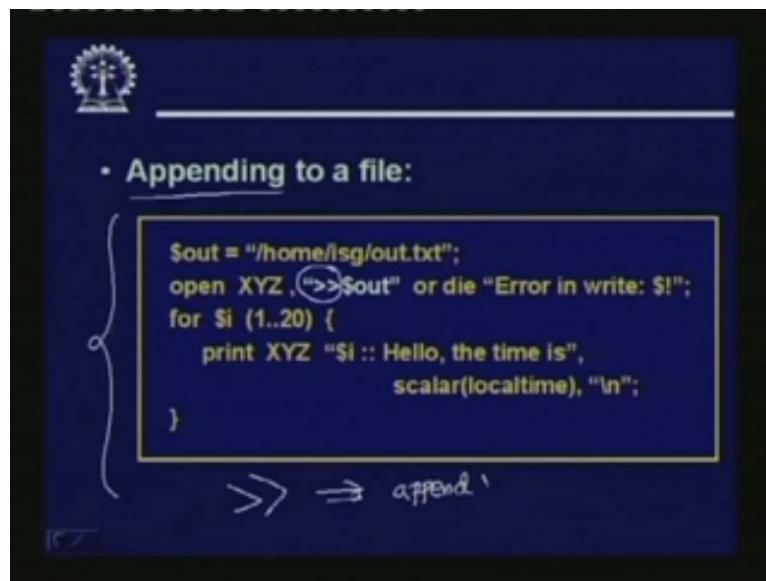 • Appending to a file:
$out = “/home/isg/out.txt”;
open XYZ , “>>$out” or die “Error in write: $!”;
for $i (1..20) {
print XYZ “$i :: Hello, the time is”,
scalar(localtime), “\n”;
}
>> ⇒ append